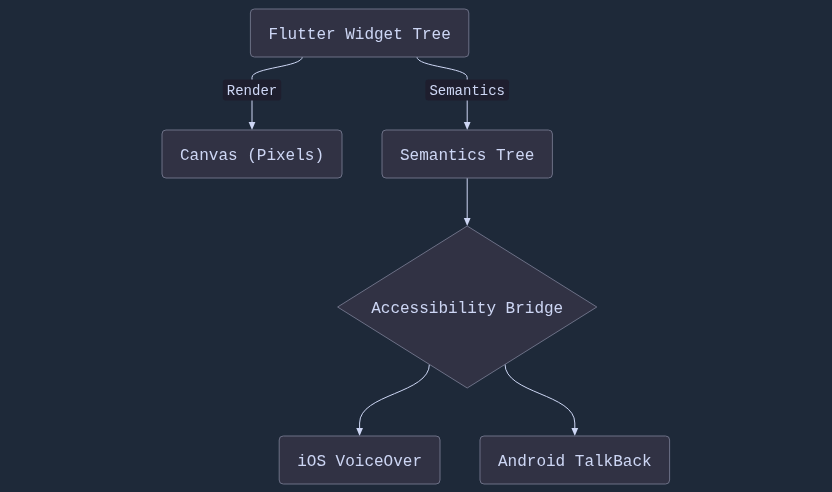 Flutter Widget Tree
Render
Semantics
Canvas (Pixels)
Semantics Tree
Accessibility Bridge
iOS VoiceOver
Android TalkBack